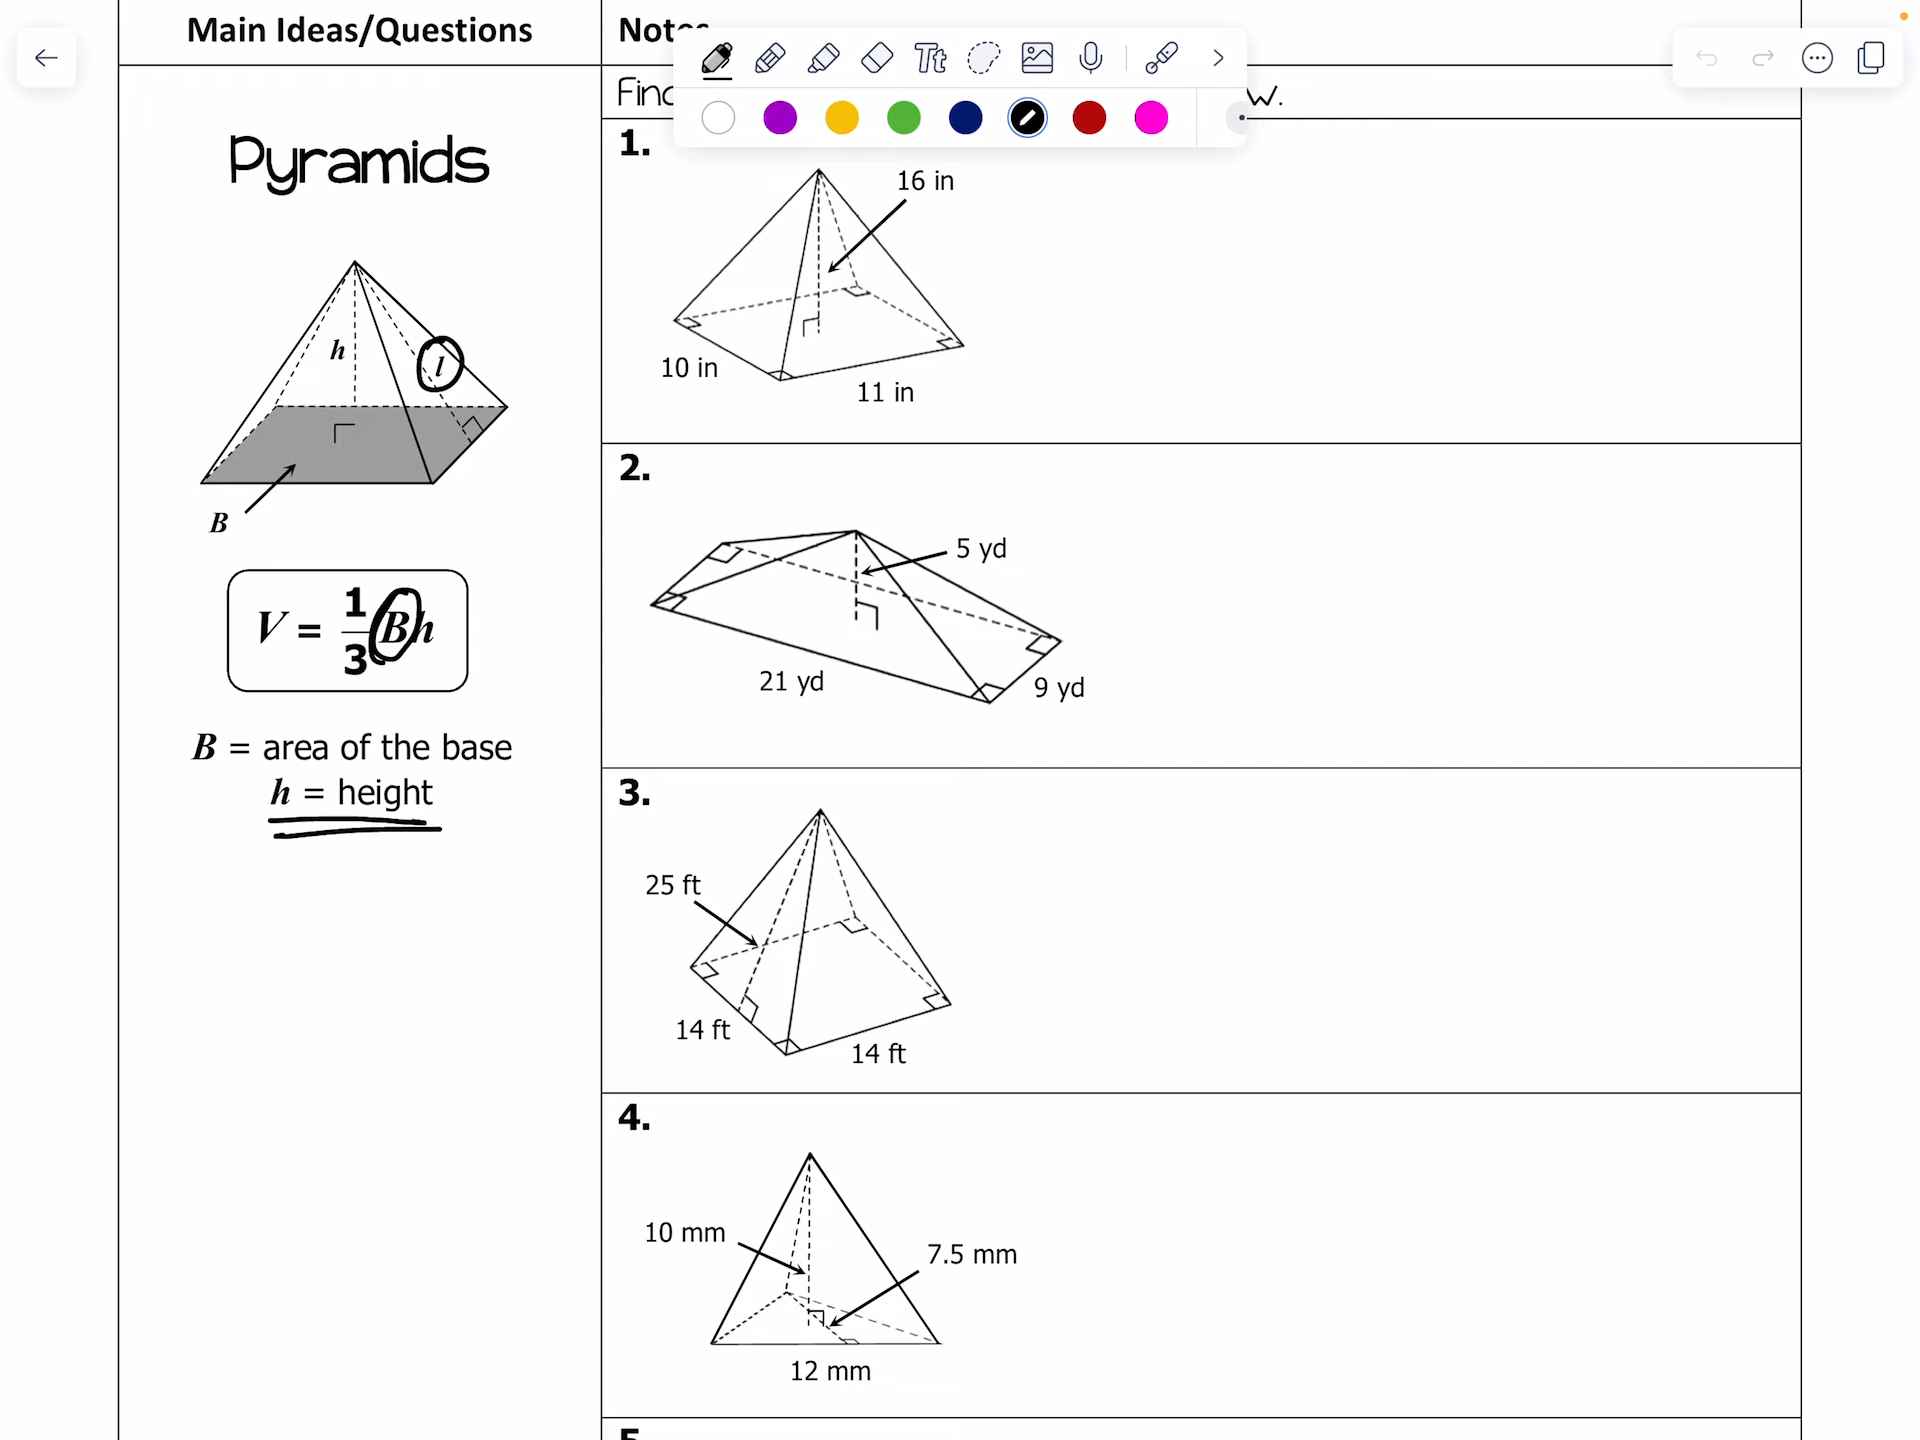 Main Ideas/Questions
Pyramids
h
l
B
V = 1/3 Bh
B = area of the base
h = height
Tt
w.
1.
16 in
10 in
11 in
2.
5 yd
21 yd
9 yd
3.
25 ft
14 ft
14 ft
4.
10 mm
7.5 mm
12 mm